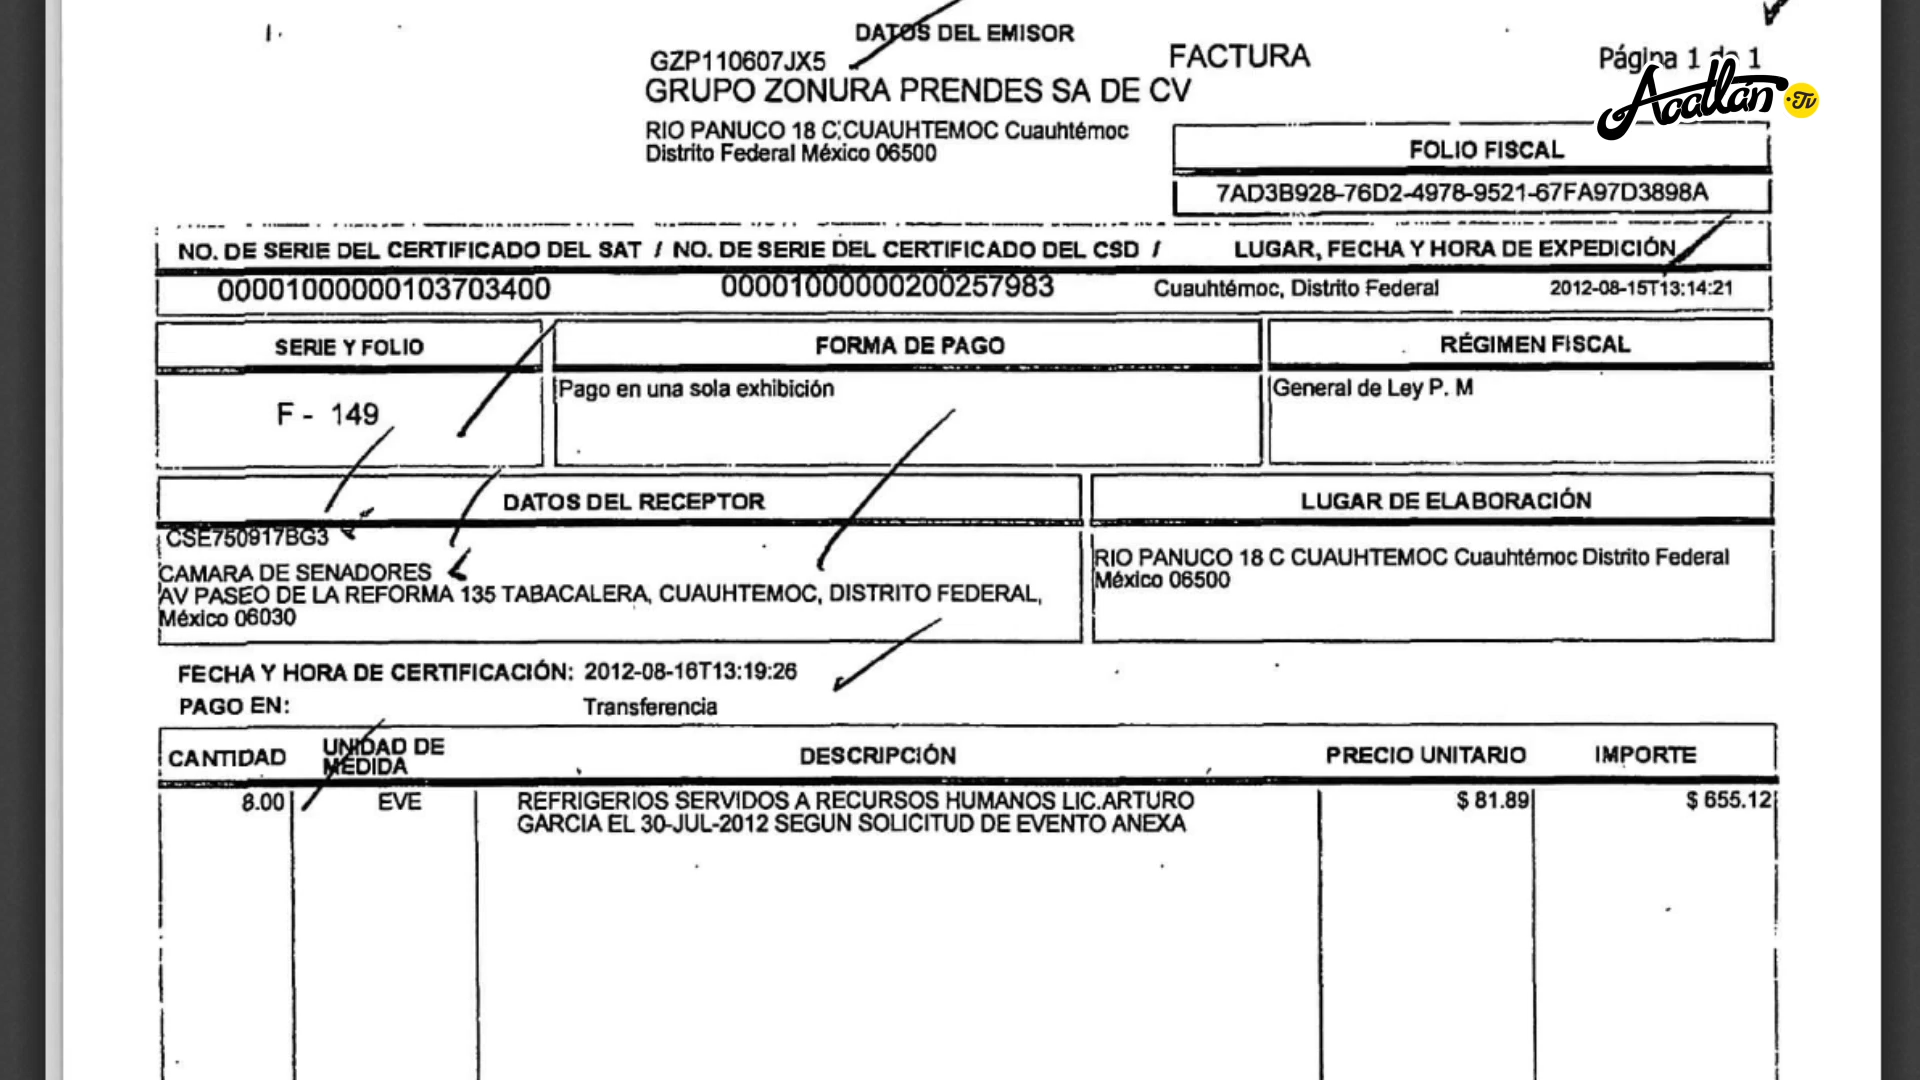 DATOS DEL EMISOR
GZP110607JX5
FACTURA
Página 1 de 1
GRUPO ZONURA PRENDES SA DE CV
Acatlán
Tv
RIO PANUCO 18 C CUAUHTEMOC Cuauhtémoc
Distrito Federal México 06500
FOLIO FISCAL
7AD3B928-76D2-4978-9521-67FA97D3898A
NO. DE SERIE DEL CERTIFICADO DEL SAT / NO. DE SERIE DEL CERTIFICADO DEL CSD / LUGAR, FECHA Y HORA DE EXPEDICIÓN
00001000000103703400 00001000000200257983 Cuauhtémoc, Distrito Federal 2012-08-15T13:14:21
SERIE Y FOLIO
FORMA DE PAGO
RÉGIMEN FISCAL
F - 149
Pago en una sola exhibición
General de Ley P. M
DATOS DEL RECEPTOR
LUGAR DE ELABORACIÓN
CSE750917BG3
CAMARA DE SENADORES
AV PASEO DE LA REFORMA 135 TABACALERA, CUAUHTEMOC, DISTRITO FEDERAL,
México 06030
RIO PANUCO 18 C CUAUHTEMOC Cuauhtémoc Distrito Federal
México 06500
FECHA Y HORA DE CERTIFICACIÓN: 2012-08-16T13:19:26
PAGO EN: Transferencia
CANTIDAD
UNIDAD DE
MEDIDA
DESCRIPCIÓN
PRECIO UNITARIO
IMPORTE
8.00
EVE
REFRIGERIOS SERVIDOS A RECURSOS HUMANOS LIC.ARTURO
GARCIA EL 30-JUL-2012 SEGUN SOLICITUD DE EVENTO ANEXA
$ 81.89
$ 655.12